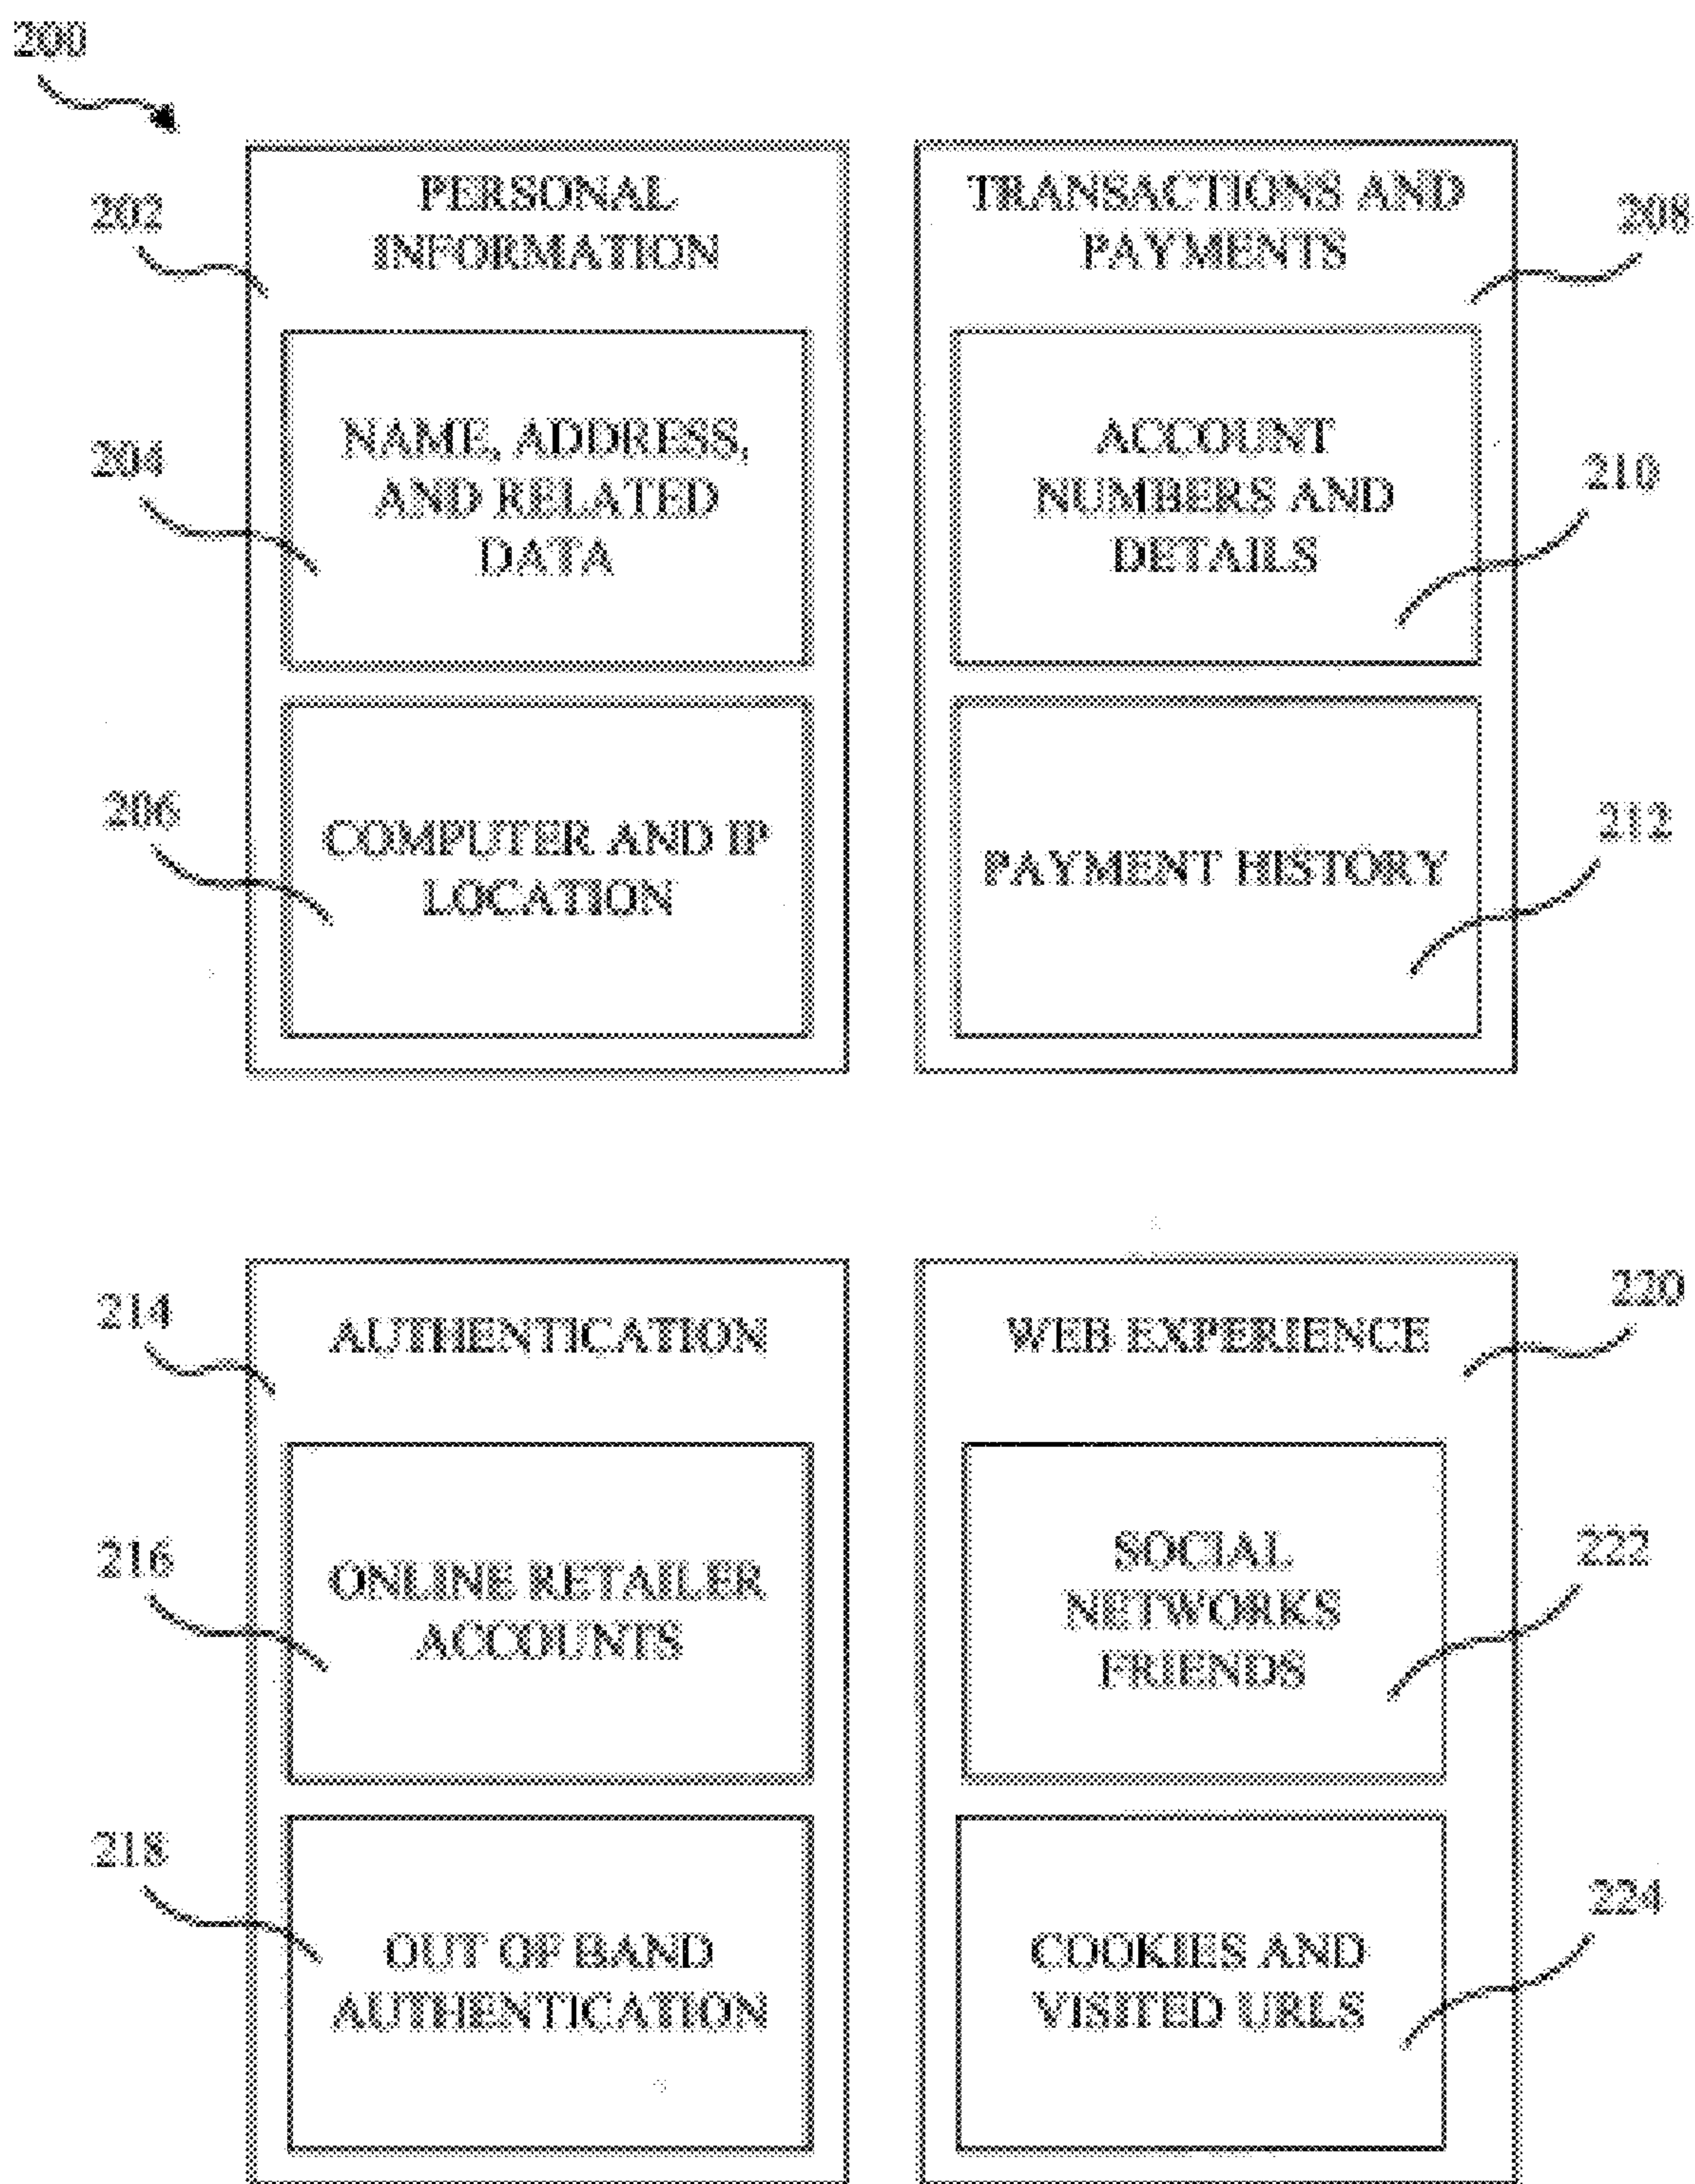 200
202
PERSONAL
INFORMATION
204
NAME, ADDRESS,
AND RELATED
DATA
206
COMPUTER AND IP
LOCATION
TRANSACTIONS AND
PAYMENTS
208
ACCOUNT
NUMBERS AND
DETAILS
210
PAYMENT HISTORY
212
214
AUTHENTICATION
216
ONLINE RETAILER
ACCOUNTS
218
OUT OF BAND
AUTHENTICATION
WEB EXPERIENCE
220
SOCIAL
NETWORKS
FRIENDS
222
COOKIES AND
VISITED URLS
224